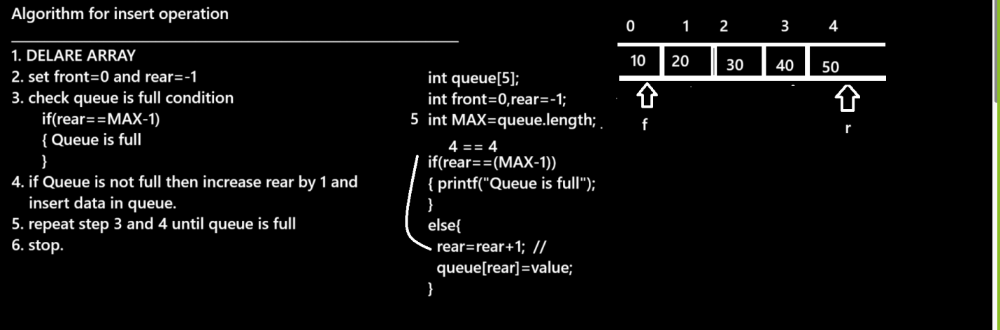 Algorithm for insert operation
1. DELARE ARRAY
2. set front=0 and rear=-1
3. check queue is full condition
if(rear==MAX-1)
{ Queue is full
}
4. if Queue is not full then increase rear by 1 and
insert data in queue.
5. repeat step 3 and 4 until queue is full
6. stop.
int queue[5];
int front=0,rear=-1;
5 int MAX=queue.length;
4 == 4
if(rear==(MAX-1))
{ printf("Queue is full");
}
else{
rear=rear+1; //
queue[rear]=value;
}
0 1 2 3 4
10 20 30 40 50
f r